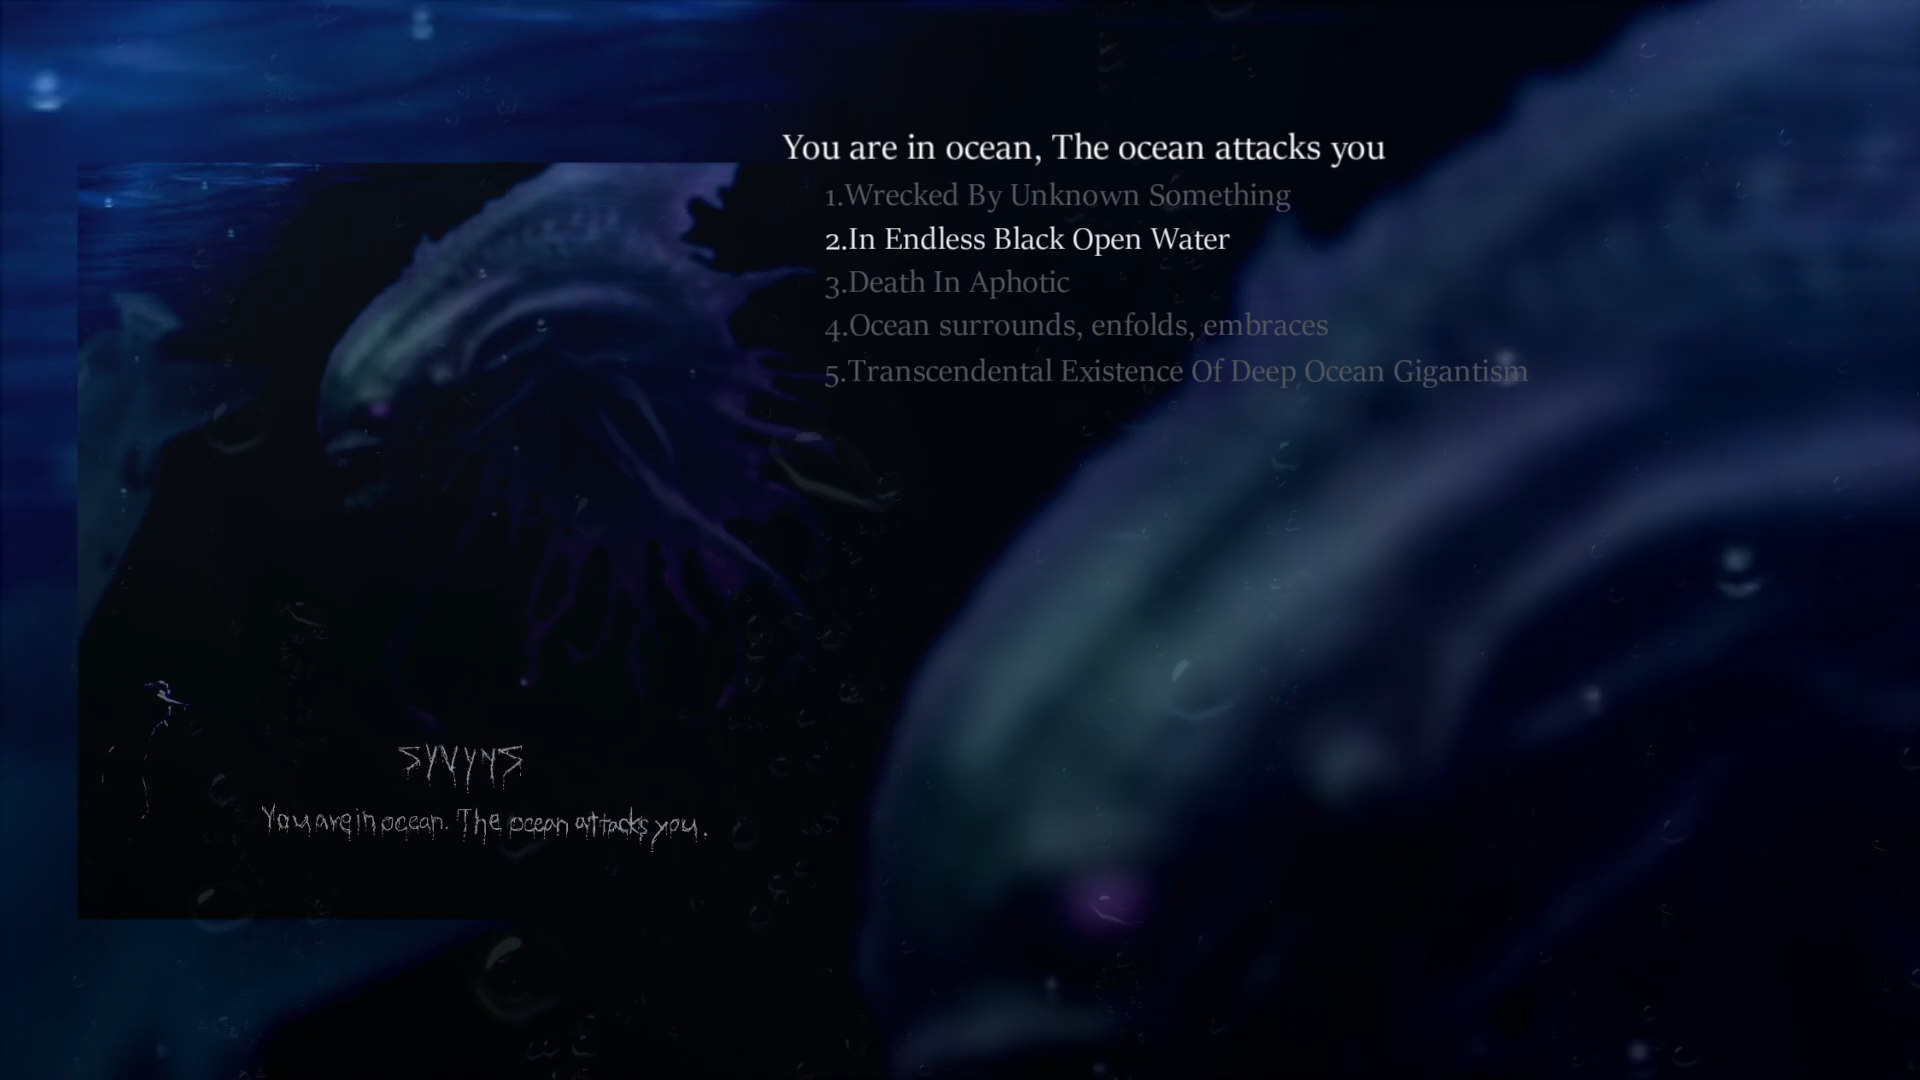 You are in ocean, The ocean attacks you
1.Wrecked By Unknown Something
2.In Endless Black Open Water
3.Death In Aphotic
4.Ocean surrounds, enfolds, embraces
5.Transcendental Existence Of Deep Ocean Gigantism
SYVYNS
You are in ocean. The ocean attacks you.